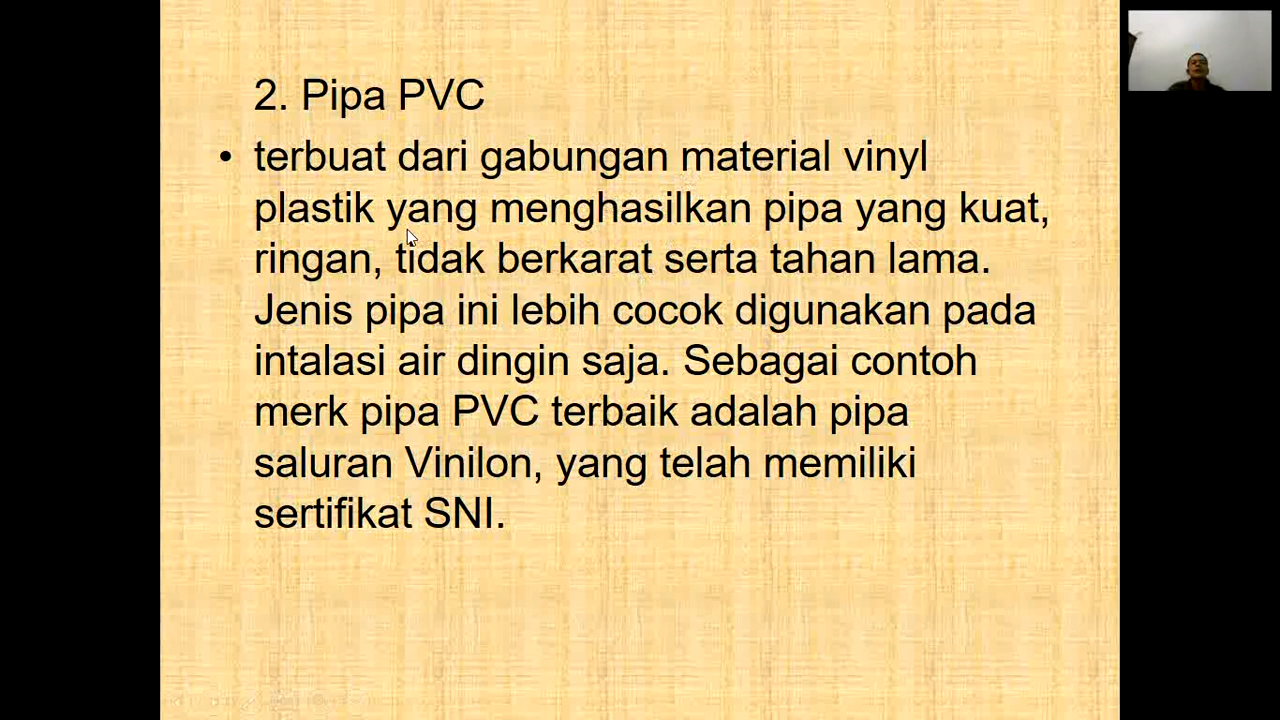 2. Pipa PVC
• terbuat dari gabungan material vinyl
plastik yang menghasilkan pipa yang kuat,
ringan, tidak berkarat serta tahan lama.
Jenis pipa ini lebih cocok digunakan pada
intalasi air dingin saja. Sebagai contoh
merk pipa PVC terbaik adalah pipa
saluran Vinilon, yang telah memiliki
sertifikat SNI.